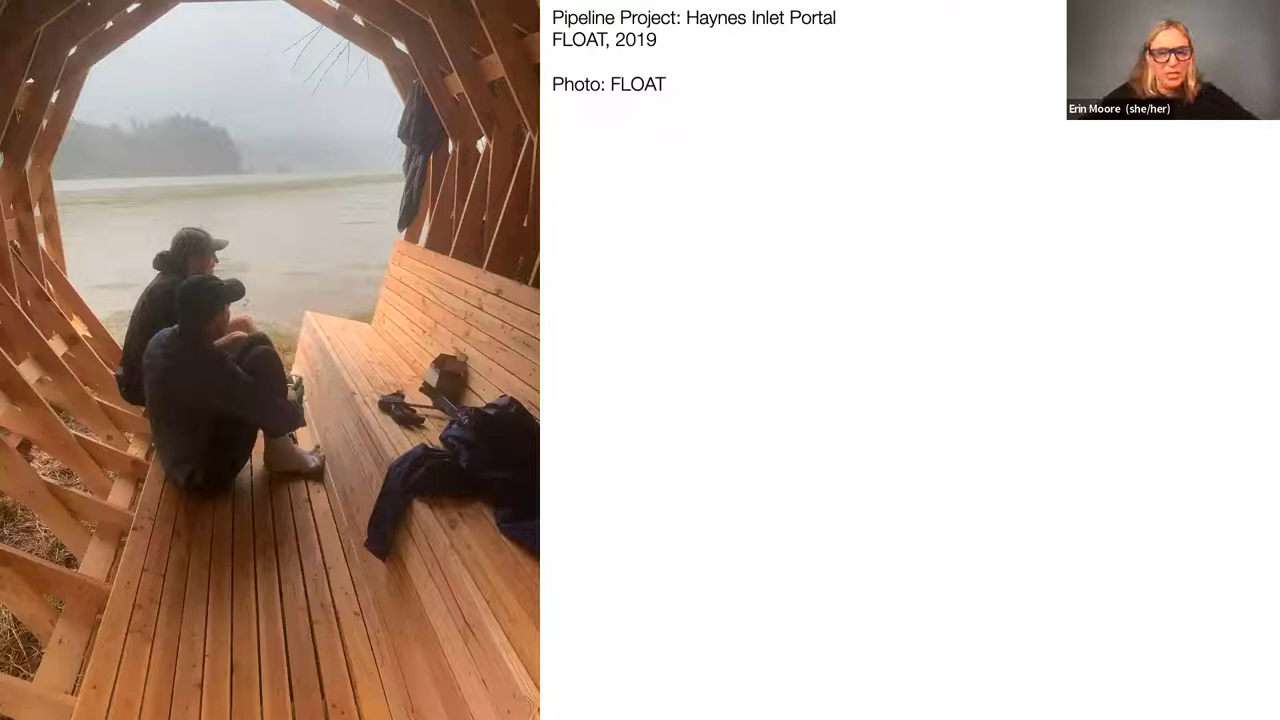 Pipeline Project: Haynes Inlet Portal
FLOAT, 2019
Photo: FLOAT
Erin Moore (she/her)